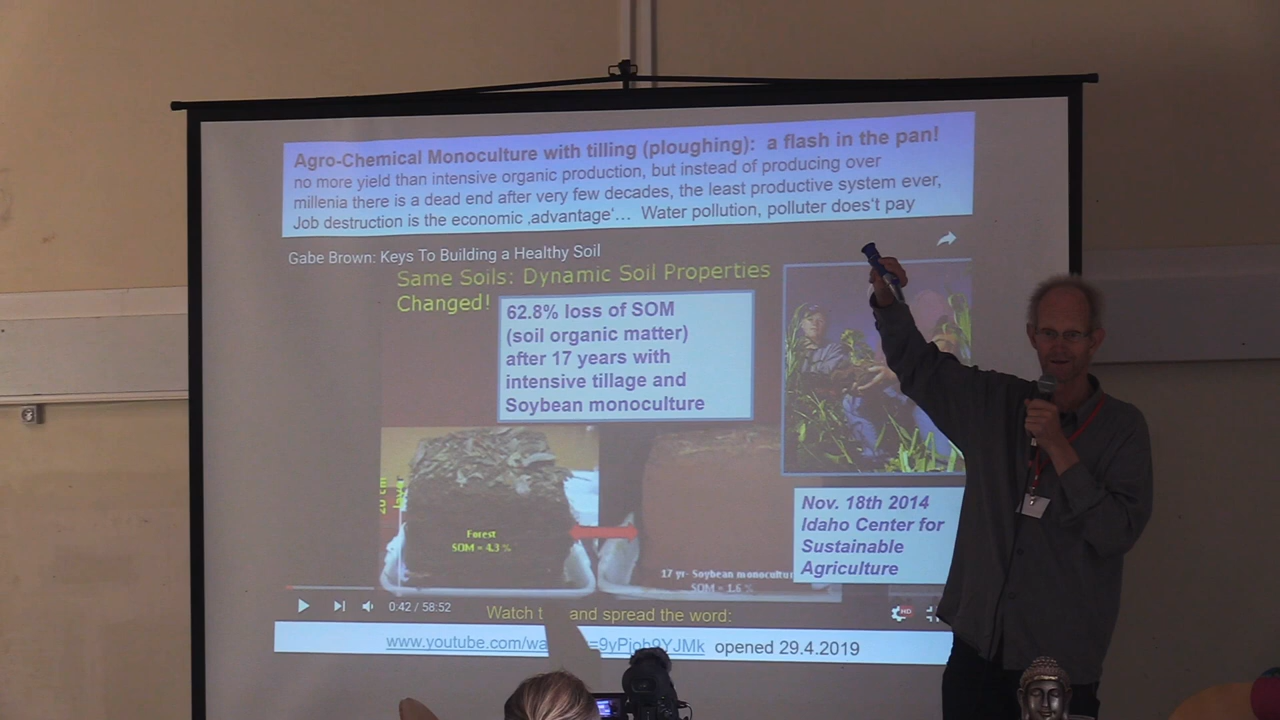 Agro-Chemical Monoculture with tilling (ploughing): a flash in the pan!
no more yield than intensive organic production, but instead of producing over
millenia there is a dead end after very few decades, the least productive system ever,
Job destruction is the economic ‚advantage'... Water pollution, polluter does't pay
Gabe Brown: Keys To Building a Healthy Soil
Same Soils: Dynamic Soil Properties
Changed!
62.8% loss of SOM
(soil organic matter)
after 17 years with
intensive tillage and
Soybean monoculture
20 cm
layer
Forest
SOM = 4.3 %
17 yr- Soybean monocultu
SOM = 1.6 %
Nov. 18th 2014
Idaho Center for
Sustainable
Agriculture
0:42 / 58:52
HD
Watch t and spread the word:
www.youtube.com/wa =9yPjoh9YJMk opened 29.4.2019